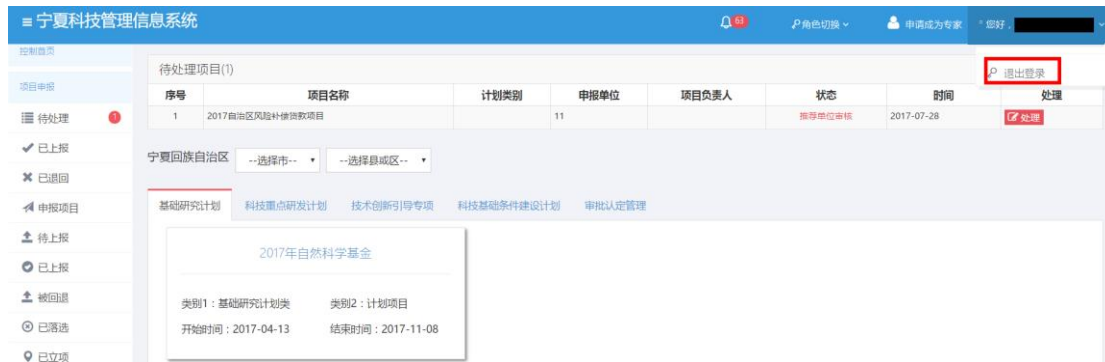 ≡ 宁夏科技管理信息系统
63
角色切换
申请成为专家
您好，
退出登录
控制首页
项目申报
待处理 1
已上报
已退回
申报项目
待上报
已上报
被回退
已落选
已立项
待处理项目(1)
序号 项目名称 计划类别 申报单位 项目负责人 状态 时间 处理
1 2017自治区风险补偿贷款项目 11 推荐单位审核 2017-07-28 处理
宁夏回族自治区 --选择市-- --选择县或区--
基础研究计划 科技重点研发计划 技术创新引导专项 科技基础条件建设计划 审批认定管理
2017年自然科学基金
类别1：基础研究计划类 类别2：计划项目
开始时间：2017-04-13 结束时间：2017-11-08